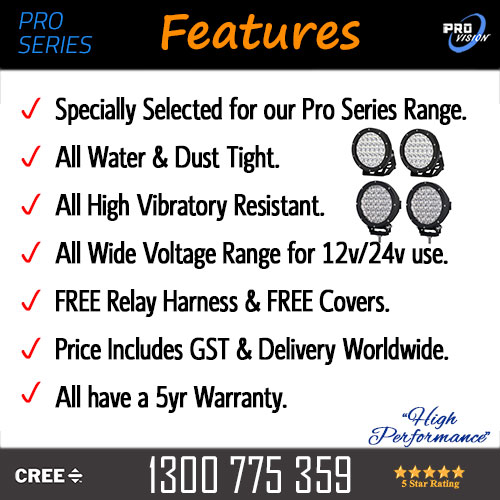 PRO
SERIES
Features
PRO
VISION
Specially Selected for our Pro Series Range.
All Water & Dust Tight.
All High Vibratory Resistant.
All Wide Voltage Range for 12v/24v use.
FREE Relay Harness & FREE Covers.
Price Includes GST & Delivery Worldwide.
All have a 5yr Warranty.
"High
Performance"
CREE
1300 775 359
5 Star Rating